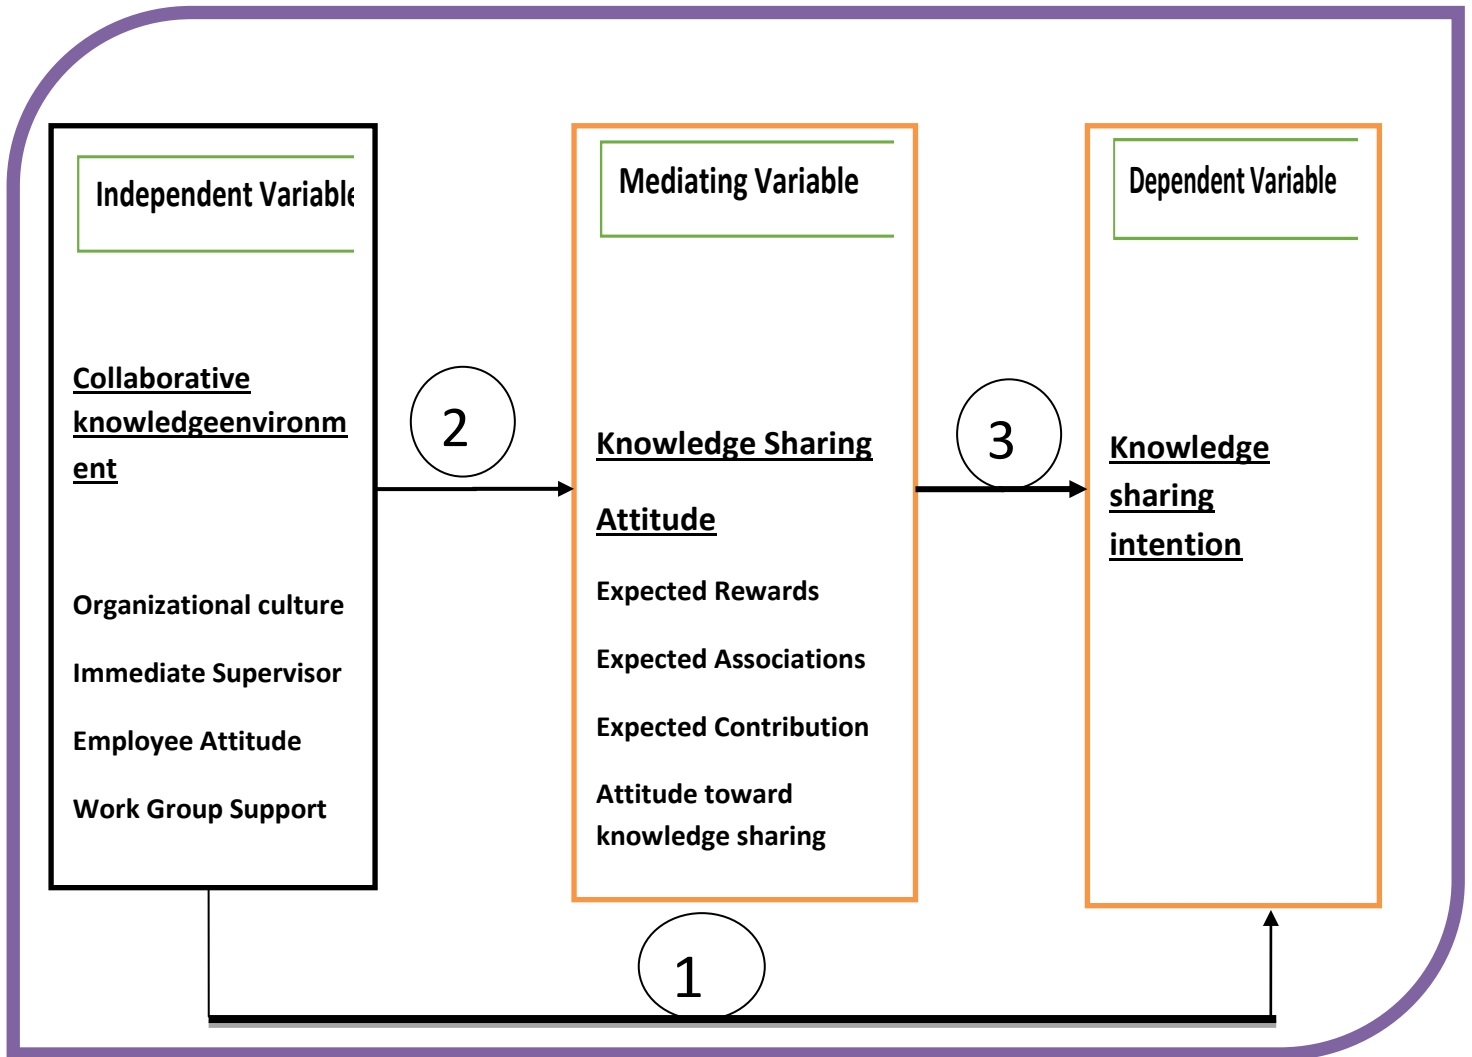 Independent Variable
Collaborative
knowledgeenvironm
ent
Organizational culture
Immediate Supervisor
Employee Attitude
Work Group Support
2
Mediating Variable
Knowledge Sharing
Attitude
Expected Rewards
Expected Associations
Expected Contribution
Attitude toward
knowledge sharing
3
Dependent Variable
Knowledge
sharing
intention
1